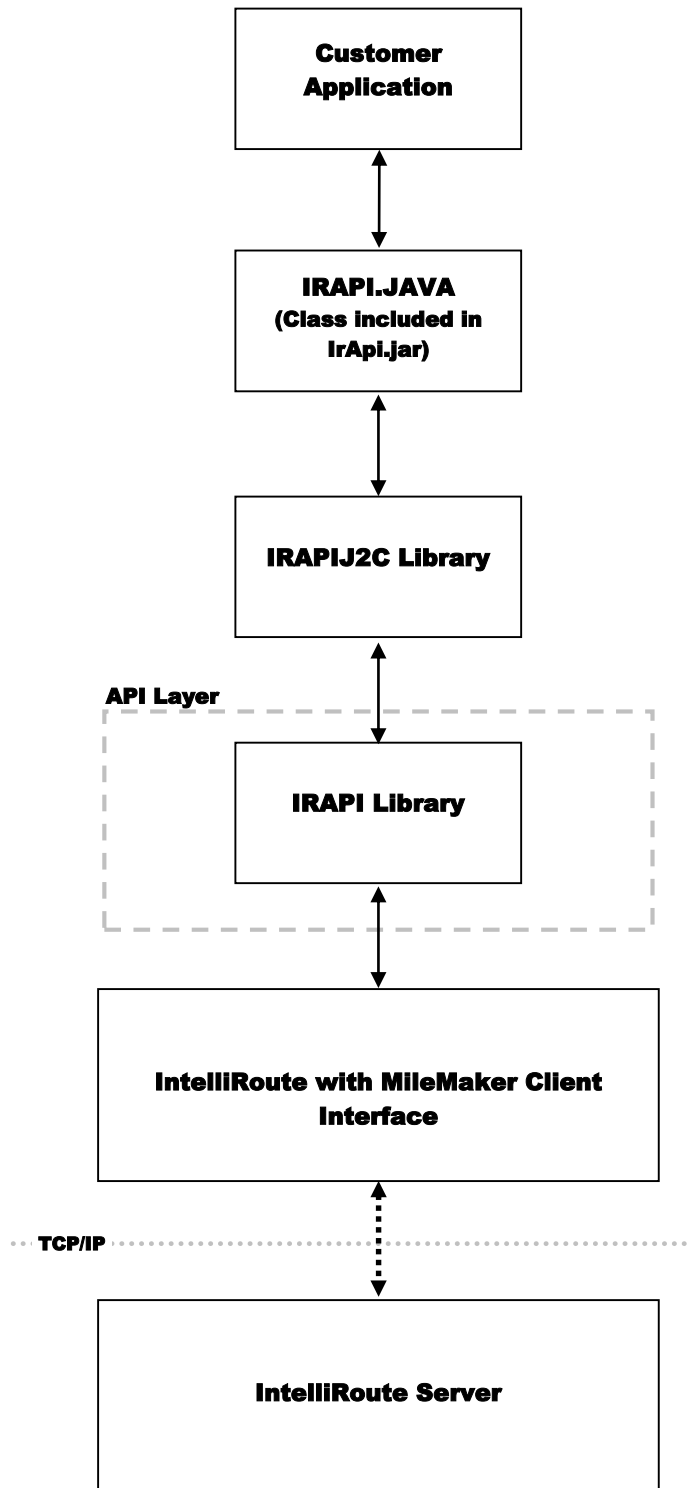 Customer
Application
IRAPI.JAVA
(Class included in
IrApi.jar)
IRAPIJ2C Library
API Layer
IRAPI Library
IntelliRoute with MileMaker Client
Interface
TCP/IP
IntelliRoute Server